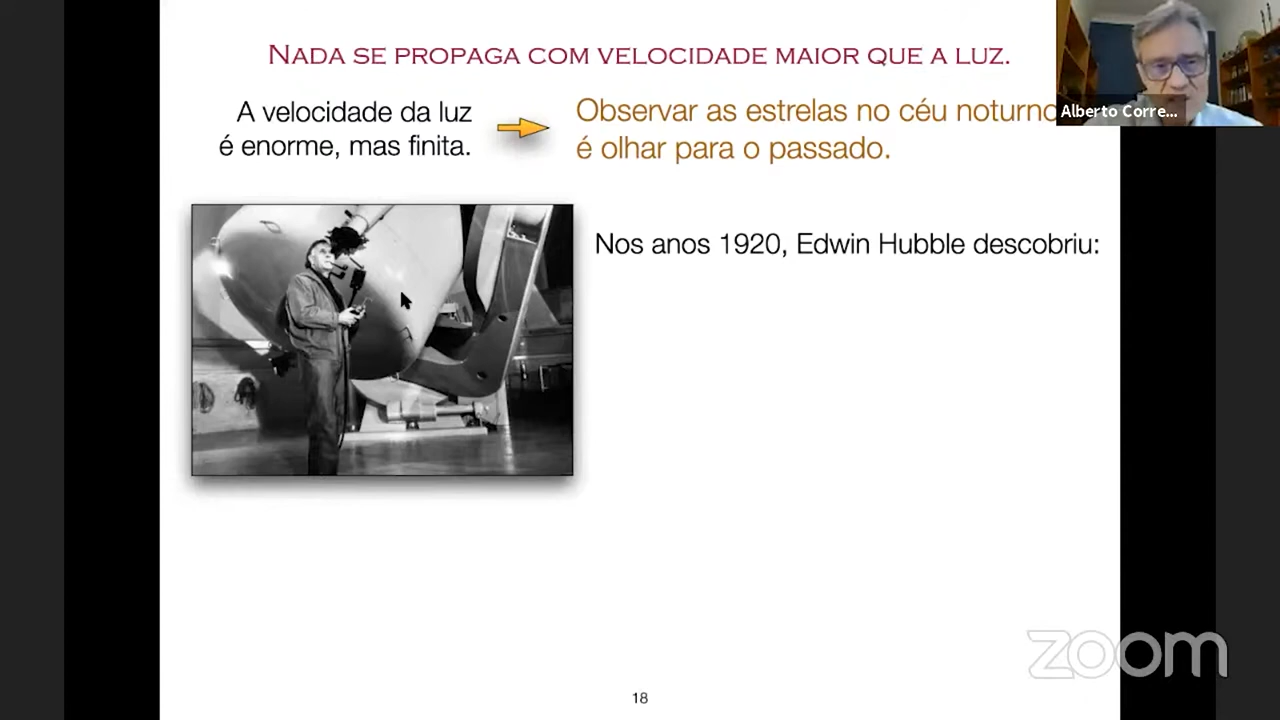 NADA SE PROPAGA COM VELOCIDADE MAIOR QUE A LUZ.
A velocidade da luz
é enorme, mas finita.
Observar as estrelas no céu noturno
é olhar para o passado.
Alberto Corre...
Nos anos 1920, Edwin Hubble descobriu:
zoom
18